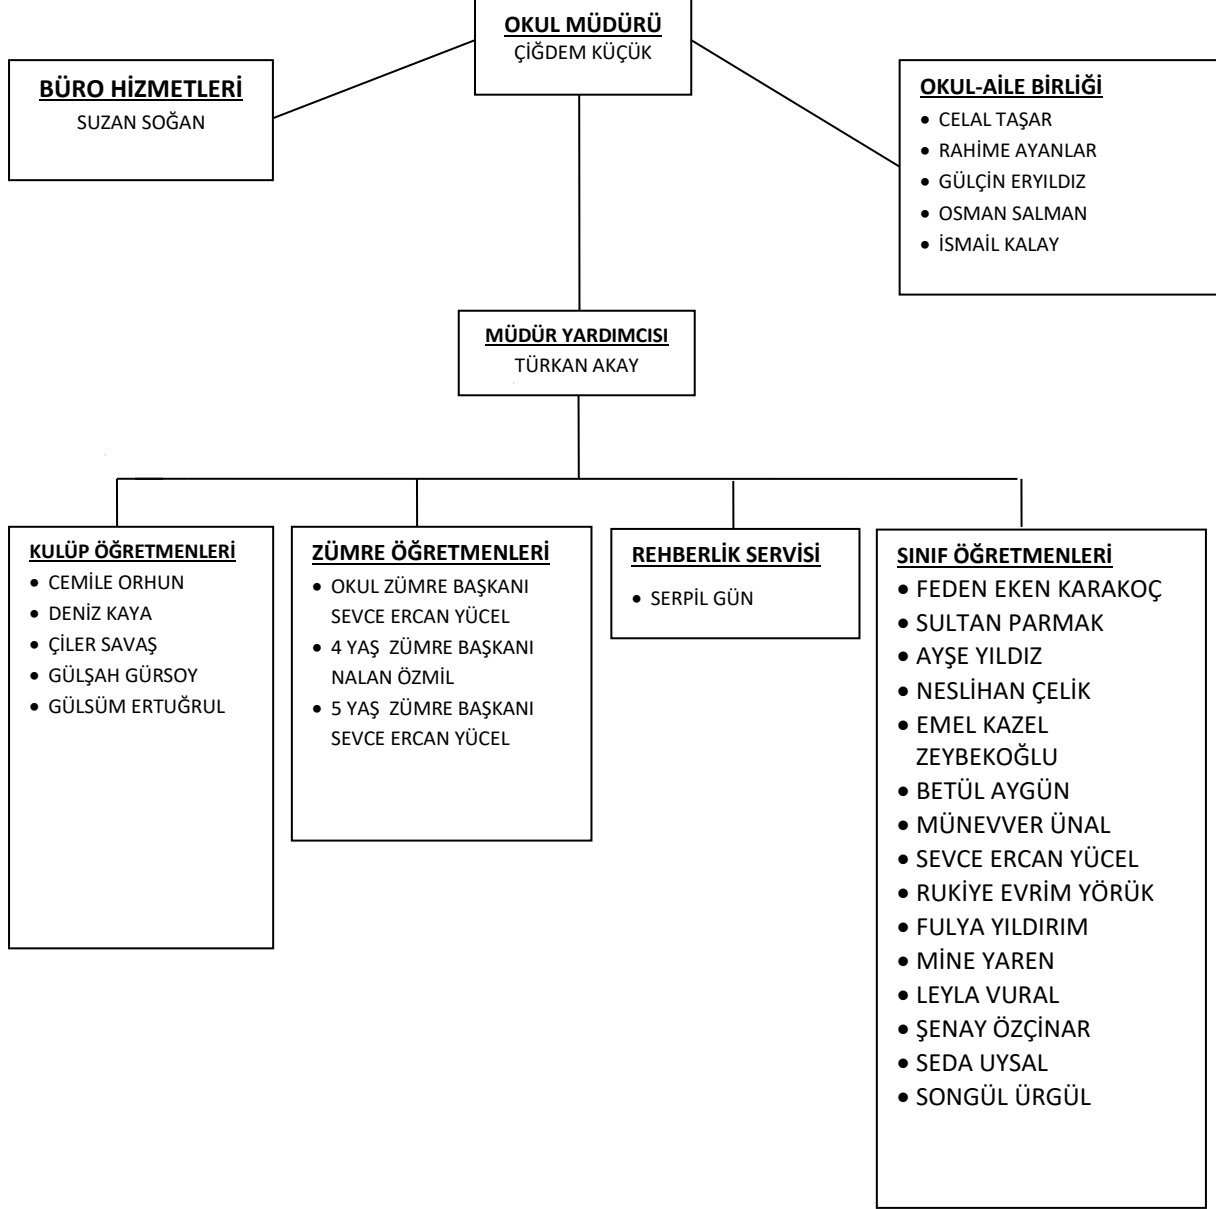 OKUL MÜDÜRÜ
ÇİĞDEM KÜÇÜK
BÜRO HİZMETLERİ
SUZAN SOĞAN
OKUL-AİLE BİRLİĞİ
• CELAL TAŞAR
• RAHİME AYANLAR
• GÜLÇİN ERYILDIZ
• OSMAN SALMAN
• İSMAİL KALAY
MÜDÜR YARDIMCISI
TÜRKAN AKAY
KULÜP ÖĞRETMENLERİ
• CEMİLE ORHUN
• DENİZ KAYA
• ÇİLER SAVAŞ
• GÜLŞAH GÜRSOY
• GÜLSÜM ERTUĞRUL
ZÜMRE ÖĞRETMENLERİ
• OKUL ZÜMRE BAŞKANI
SEVCE ERCAN YÜCEL
• 4 YAŞ  ZÜMRE BAŞKANI
NALAN ÖZMİL
• 5 YAŞ  ZÜMRE BAŞKANI
SEVCE ERCAN YÜCEL
REHBERLİK SERVİSİ
• SERPİL GÜN
SINIF ÖĞRETMENLERİ
• FEDEN EKEN KARAKOÇ
• SULTAN PARMAK
• AYŞE YILDIZ
• NESLİHAN ÇELİK
• EMEL KAZEL
ZEYBEKOĞLU
• BETÜL AYGÜN
• MÜNEVVER ÜNAL
• SEVCE ERCAN YÜCEL
• RUKİYE EVRİM YÖRÜK
• FULYA YILDIRIM
• MİNE YAREN
• LEYLA VURAL
• ŞENAY ÖZÇİNAR
• SEDA UYSAL
• SONGÜL ÜRGÜL